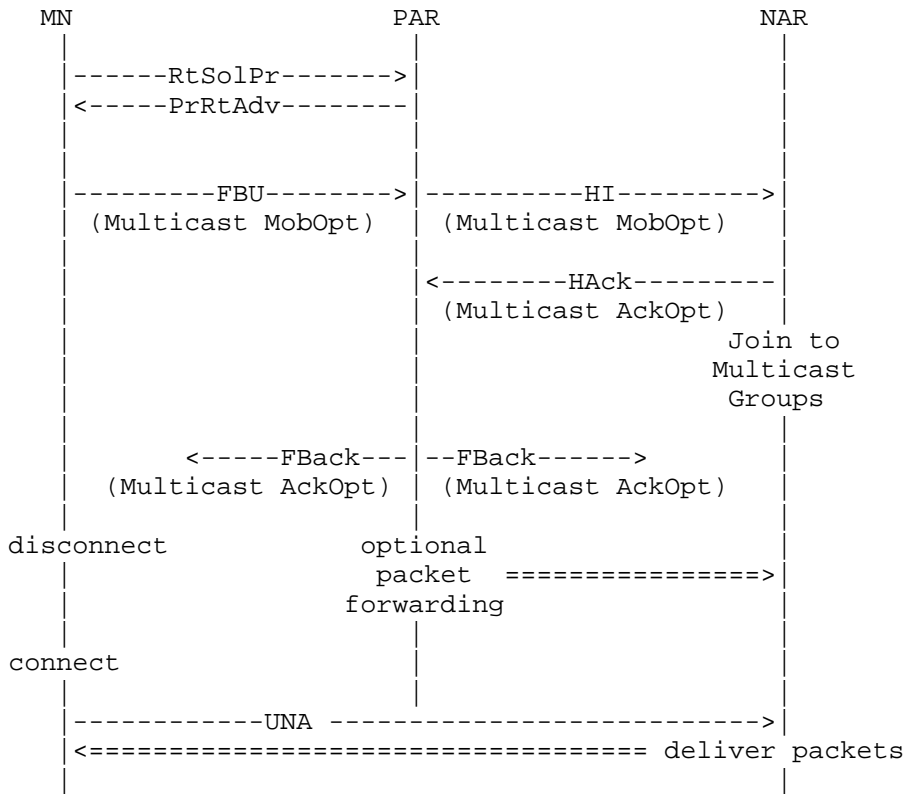 MN PAR NAR
------RtSolPr------->
<-----PrRtAdv--------
---------FBU--------> ----------HI--------->
(Multicast MobOpt) (Multicast MobOpt)
<--------HAck---------
(Multicast AckOpt)
Join to
Multicast
Groups
<-----FBack--- --FBack------>
(Multicast AckOpt) (Multicast AckOpt)
disconnect optional
packet ================>
forwarding
connect
------------UNA --------------------------->
<=================================== deliver packets